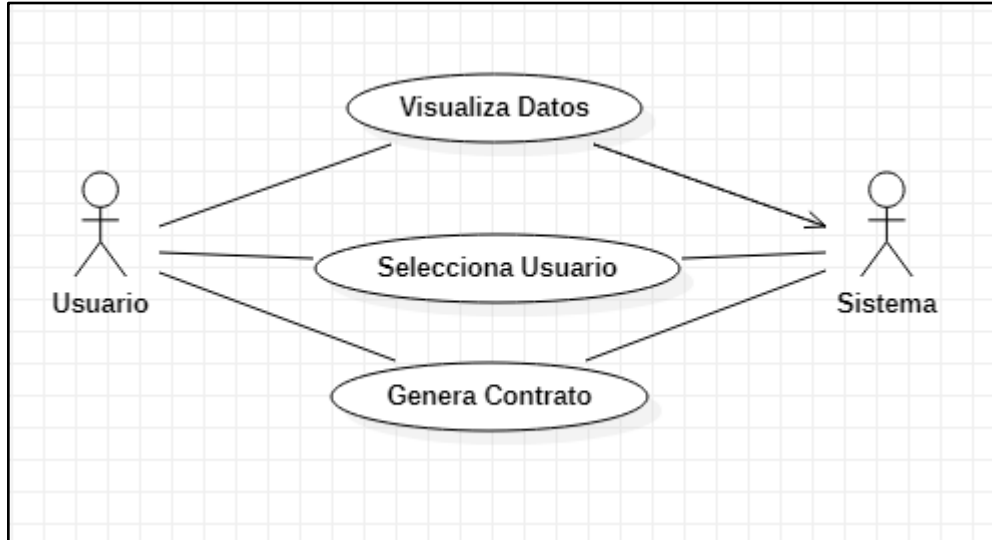 Visualiza Datos
Selecciona Usuario
Usuario
Sistema
Genera Contrato